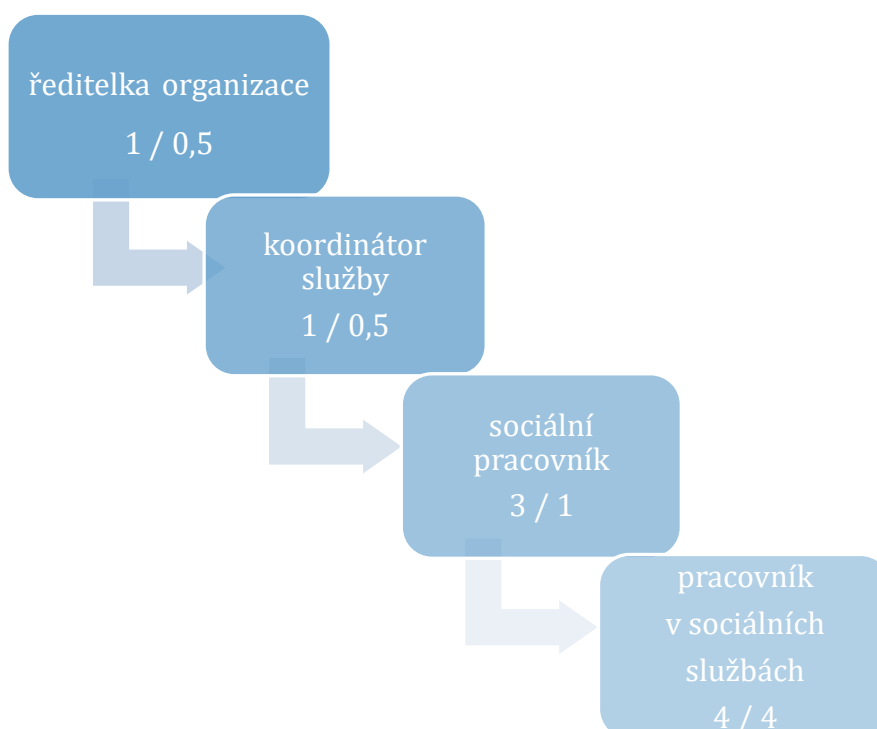 ředitelka organizace
1 / 0,5
koordinátor
služby
1 / 0,5
sociální
pracovník
3 / 1
pracovník
v sociálních
službách
4 / 4